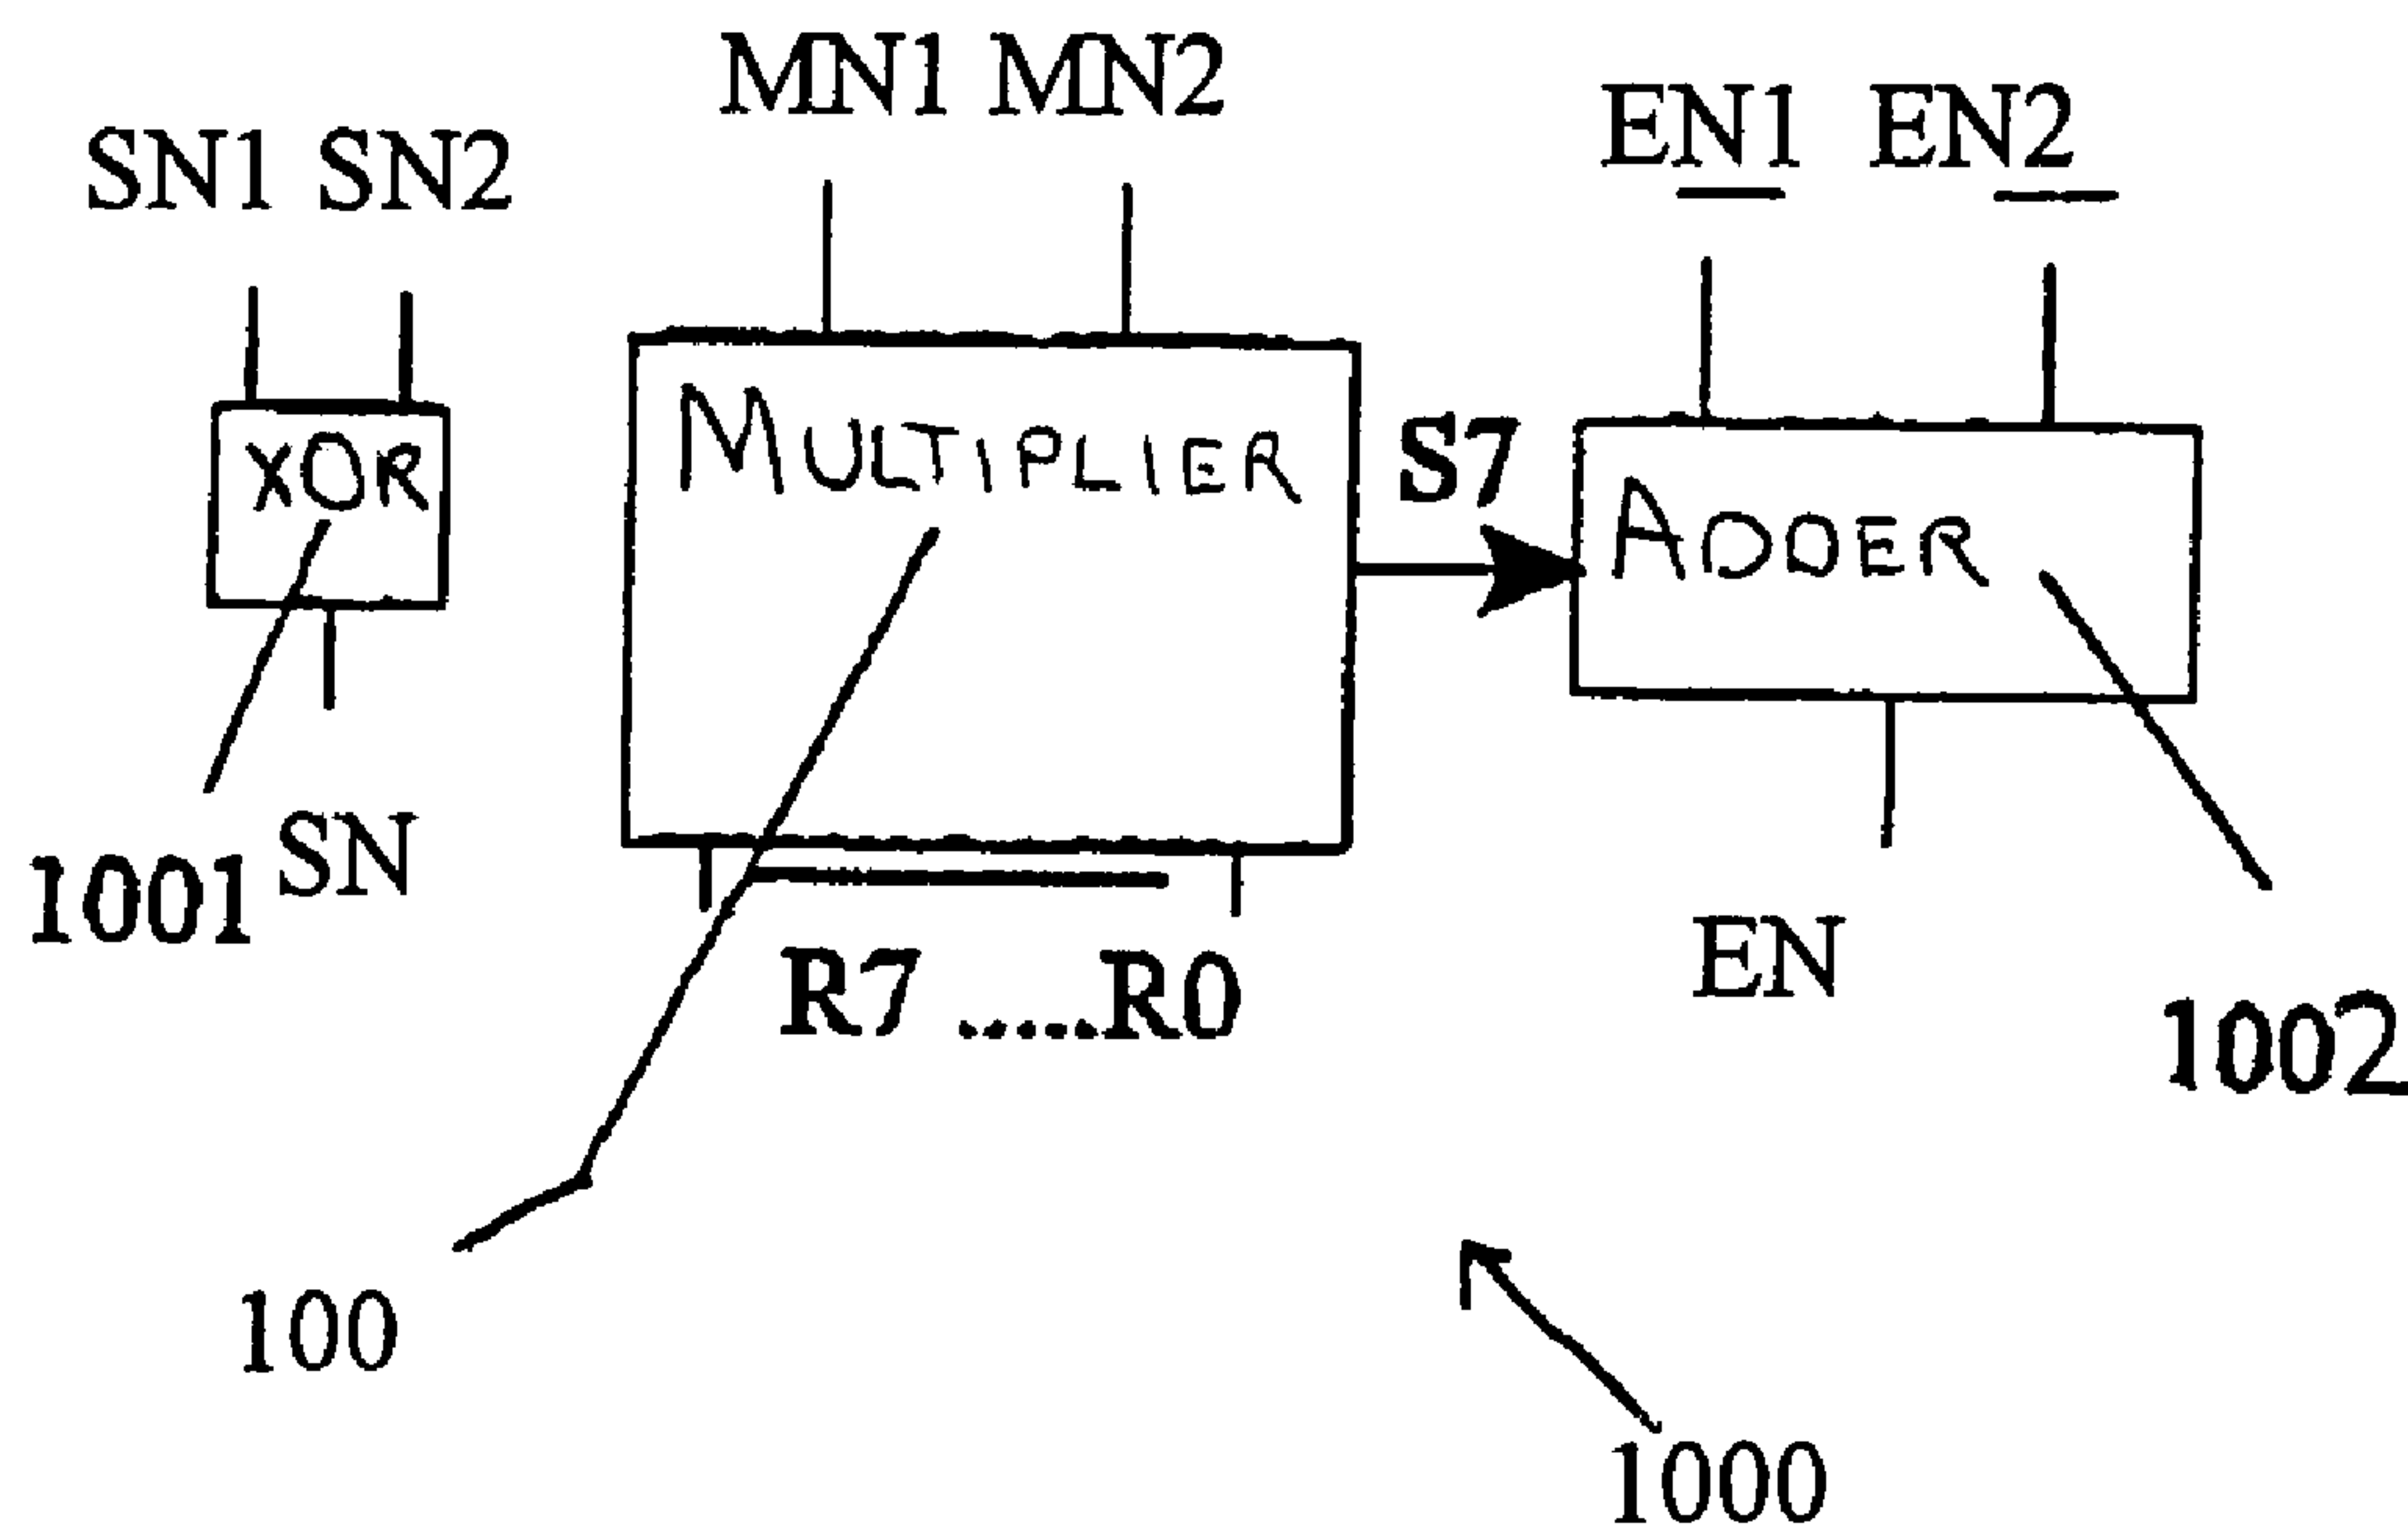 MN1 MN2
EN1 EN2
SN1 SN2
XOR
MULTIPLIER
S7
ADDER
SN
1001
R7 .....R0
EN
1002
100
1000